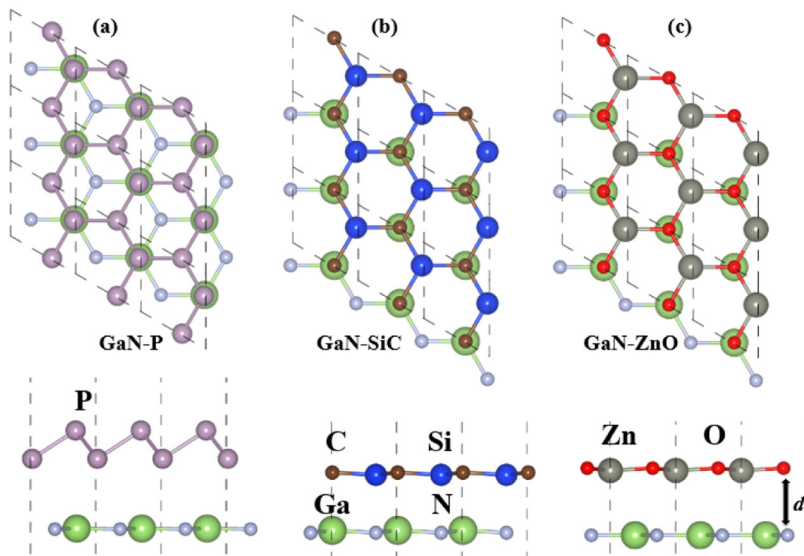 (a)
(b)
(c)
GaN-P
GaN-SiC
GaN-ZnO
P
C Si
Ga N
Zn O
d